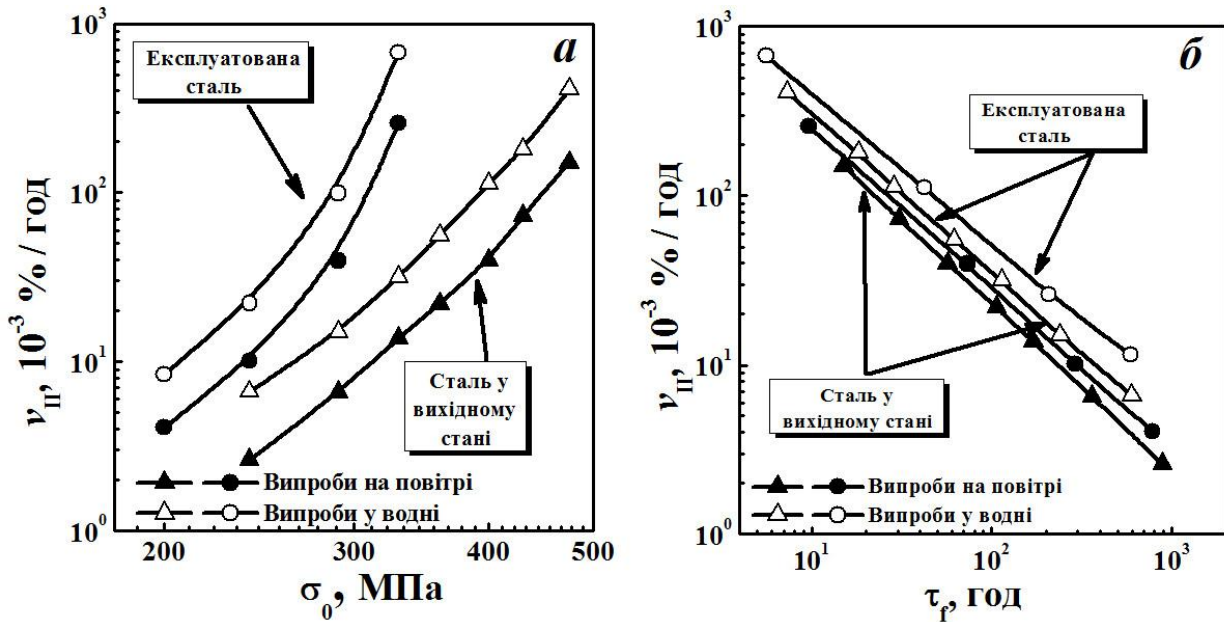 10³
10²
10¹
10⁰
ν_II, 10⁻³ % / год
а
Експлуатована
сталь
Сталь у
вихідному
стані
Випроби на повітрі
Випроби у водні
200
300
400
500
σ₀, МПа
10³
10²
10¹
10⁰
ν_II, 10⁻³ % / год
б
Експлуатована
сталь
Сталь у
вихідному стані
Випроби на повітрі
Випроби у водні
10¹
10²
10³
τ_f, год